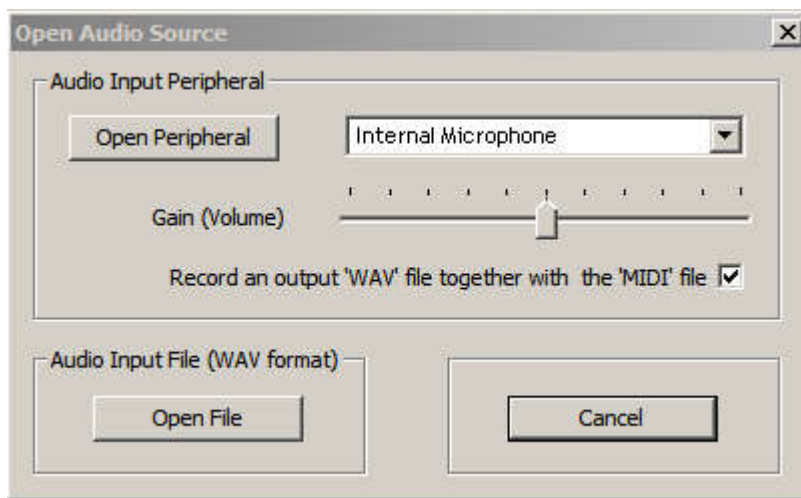 Open Audio Source
Audio Input Peripheral
Open Peripheral
Internal Microphone
Gain (Volume)
Record an output 'WAV' file together with the 'MIDI' file
Audio Input File (WAV format)
Open File
Cancel